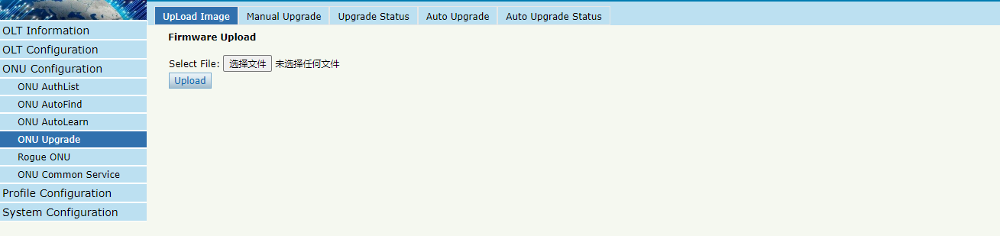 UpLoad Image Manual Upgrade Upgrade Status Auto Upgrade Auto Upgrade Status
OLT Information
OLT Configuration
ONU Configuration
ONU AuthList
ONU AutoFind
ONU AutoLearn
ONU Upgrade
Rogue ONU
ONU Common Service
Profile Configuration
System Configuration
Firmware Upload
Select File: 选择文件 未选择任何文件
Upload